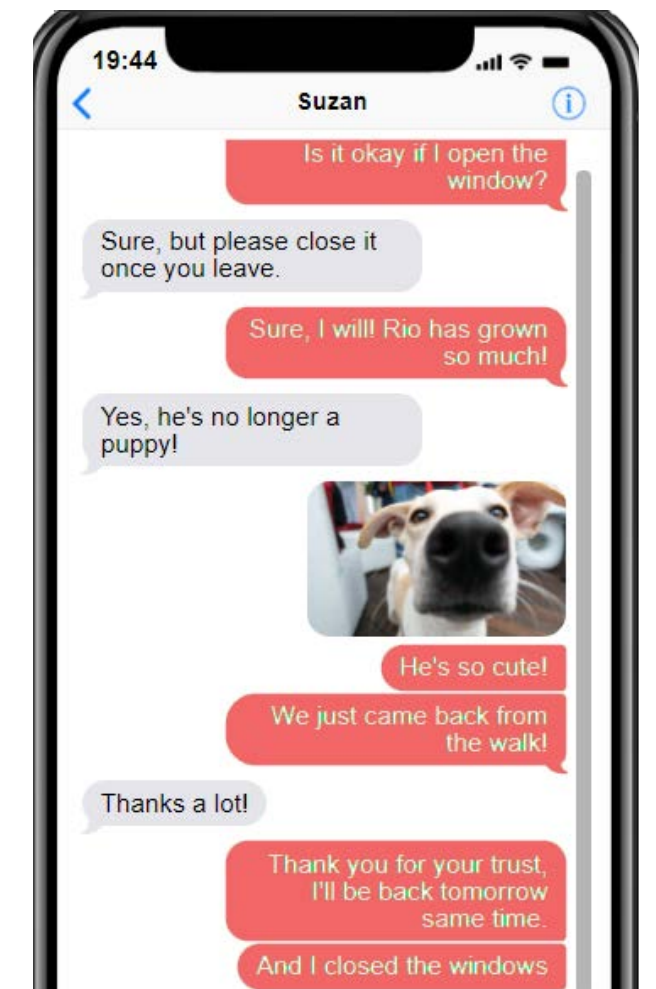 19:44
Suzan
Is it okay if I open the
window?
Sure, but please close it
once you leave.
Sure, I will! Rio has grown
so much!
Yes, he's no longer a
puppy!
He's so cute!
We just came back from
the walk!
Thanks a lot!
Thank you for your trust,
I'll be back tomorrow
same time.
And I closed the windows